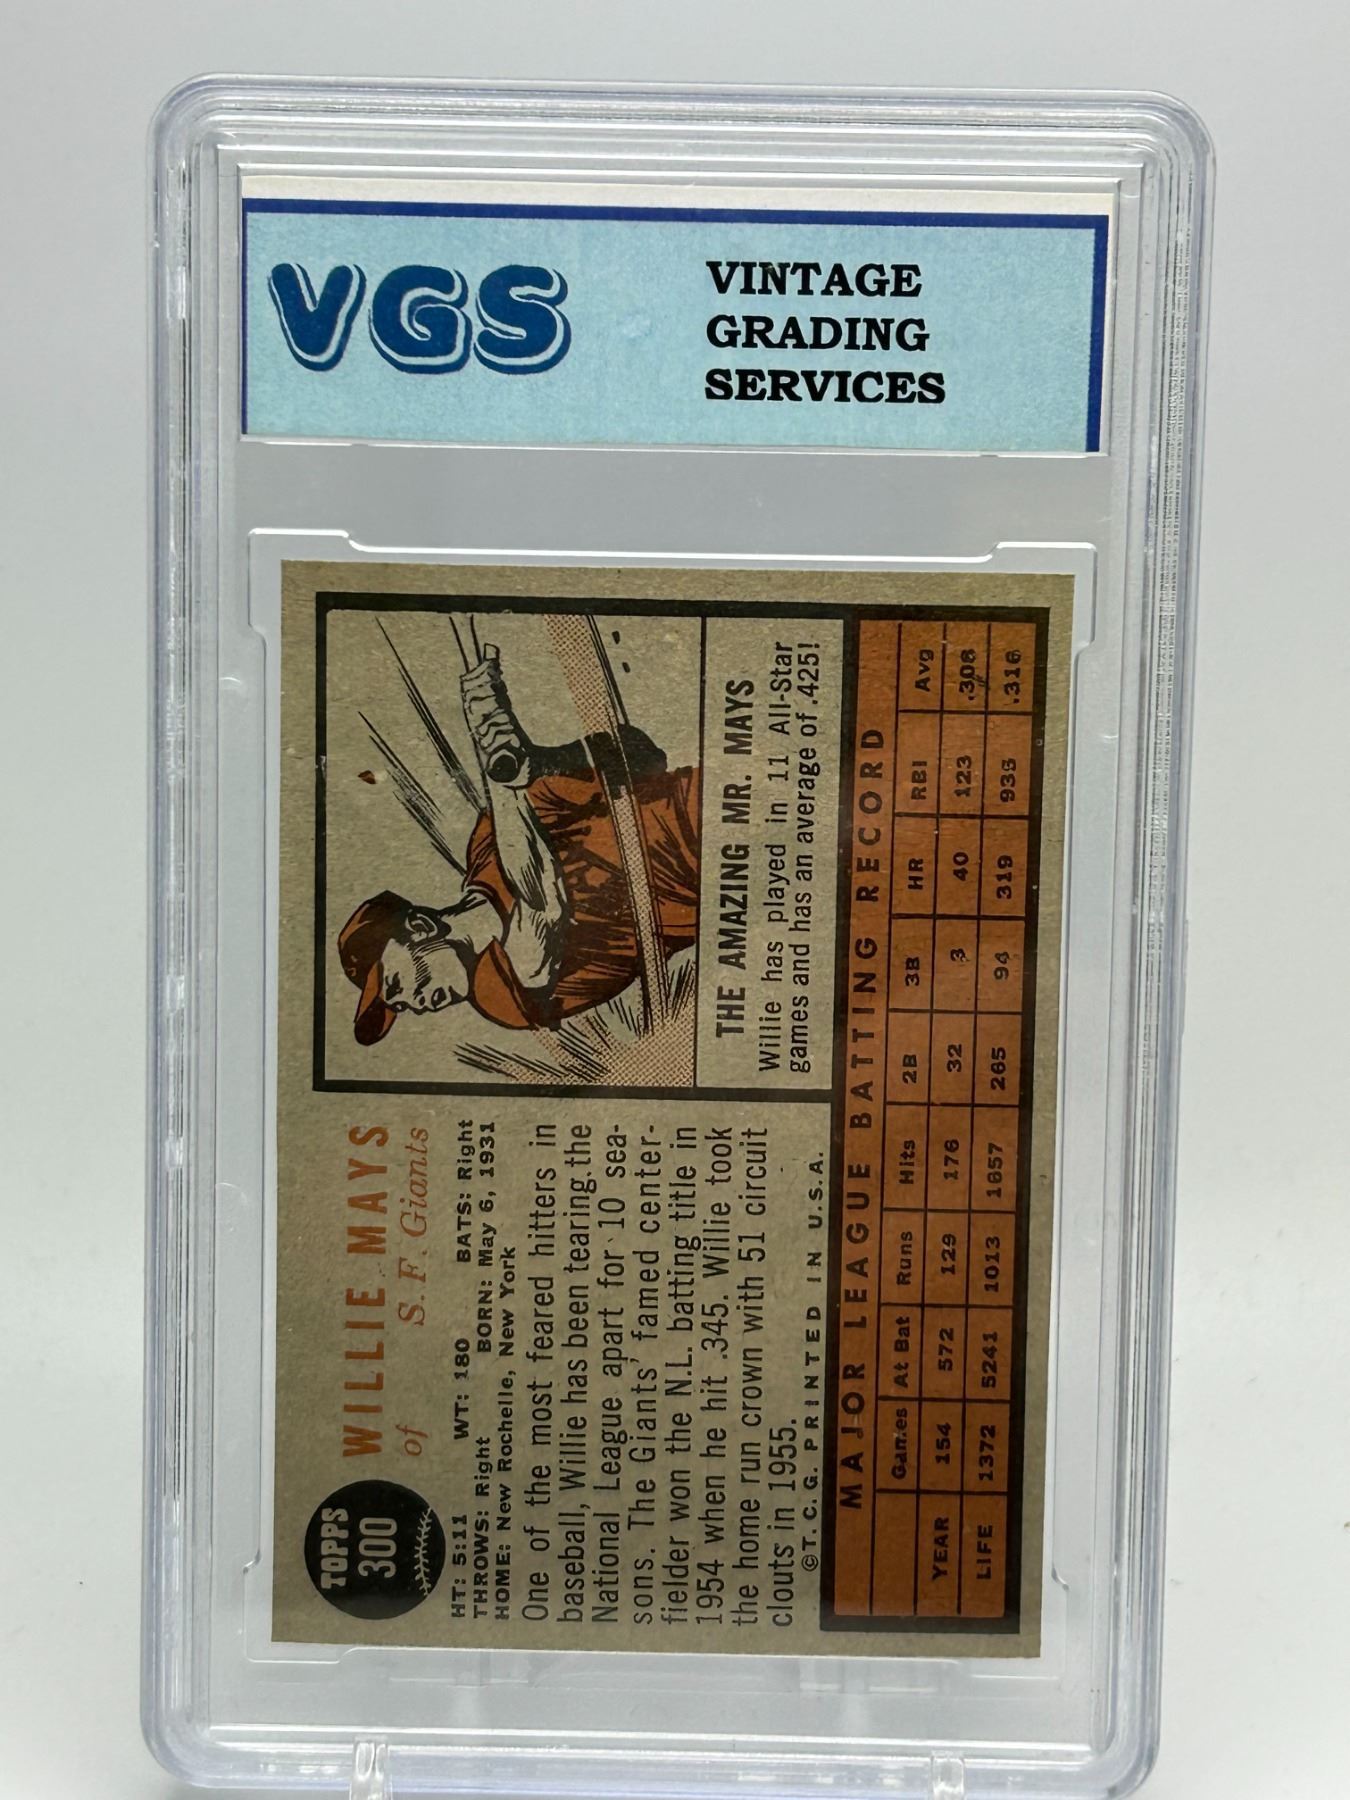 VGS
VINTAGE
GRADING
SERVICES
TOPPS
300
WILLIE MAYS
of S. F. Giants
HT: 5:11 WT: 180 BATS: Right
THROWS: Right BORN: May 6, 1931
HOME: New Rochelle, New York
One of the most feared hitters in
baseball, Willie has been tearing the
National League apart for 10 sea-
sons. The Giants' famed center-
fielder won the N.L. batting title in
1954 when he hit .345. Willie took
the home run crown with 51 circuit
clouts in 1955.
©T. C. G. PRINTED IN U.S.A.
THE AMAZING MR. MAYS
Willie has played in 11 All-Star
games and has an average of .425!
MAJOR LEAGUE BATTING RECORD
Games At Bat Runs Hits 2B 3B HR RBI Avg
YEAR 154 572 129 176 32 3 40 123 .308
LIFE 1372 5241 1013 1657 265 94 319 936 .316